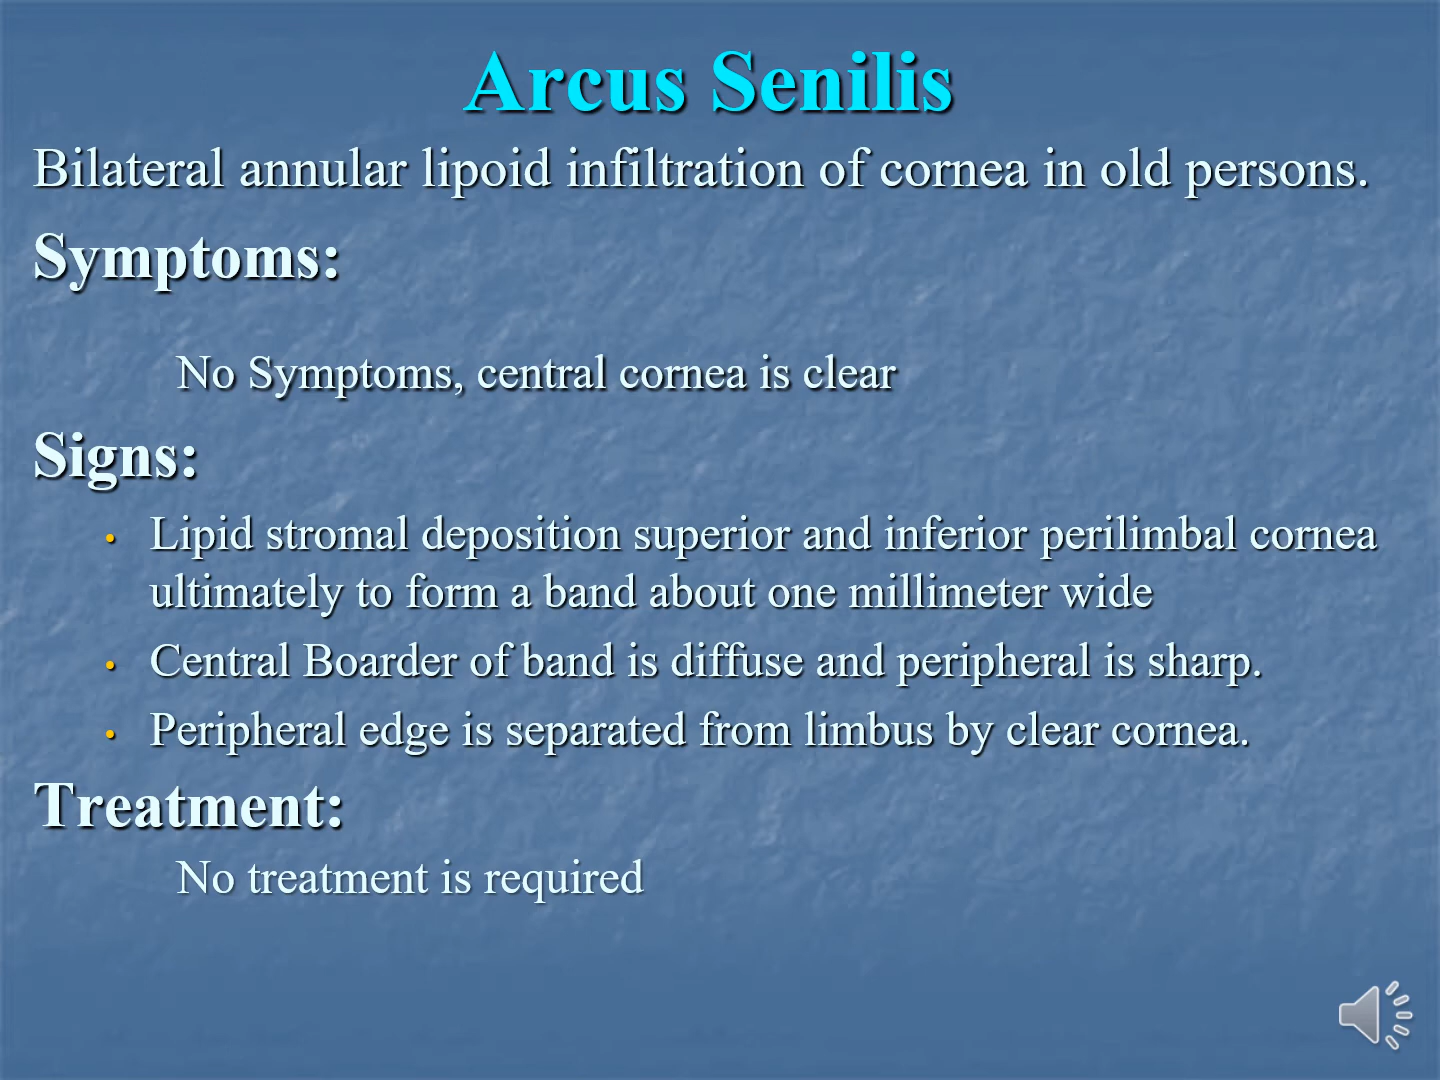 Arcus Senilis
Bilateral annular lipoid infiltration of cornea in old persons.
Symptoms:
No Symptoms, central cornea is clear
Signs:
• Lipid stromal deposition superior and inferior perilimbal cornea
ultimately to form a band about one millimeter wide
• Central Boarder of band is diffuse and peripheral is sharp.
• Peripheral edge is separated from limbus by clear cornea.
Treatment:
No treatment is required